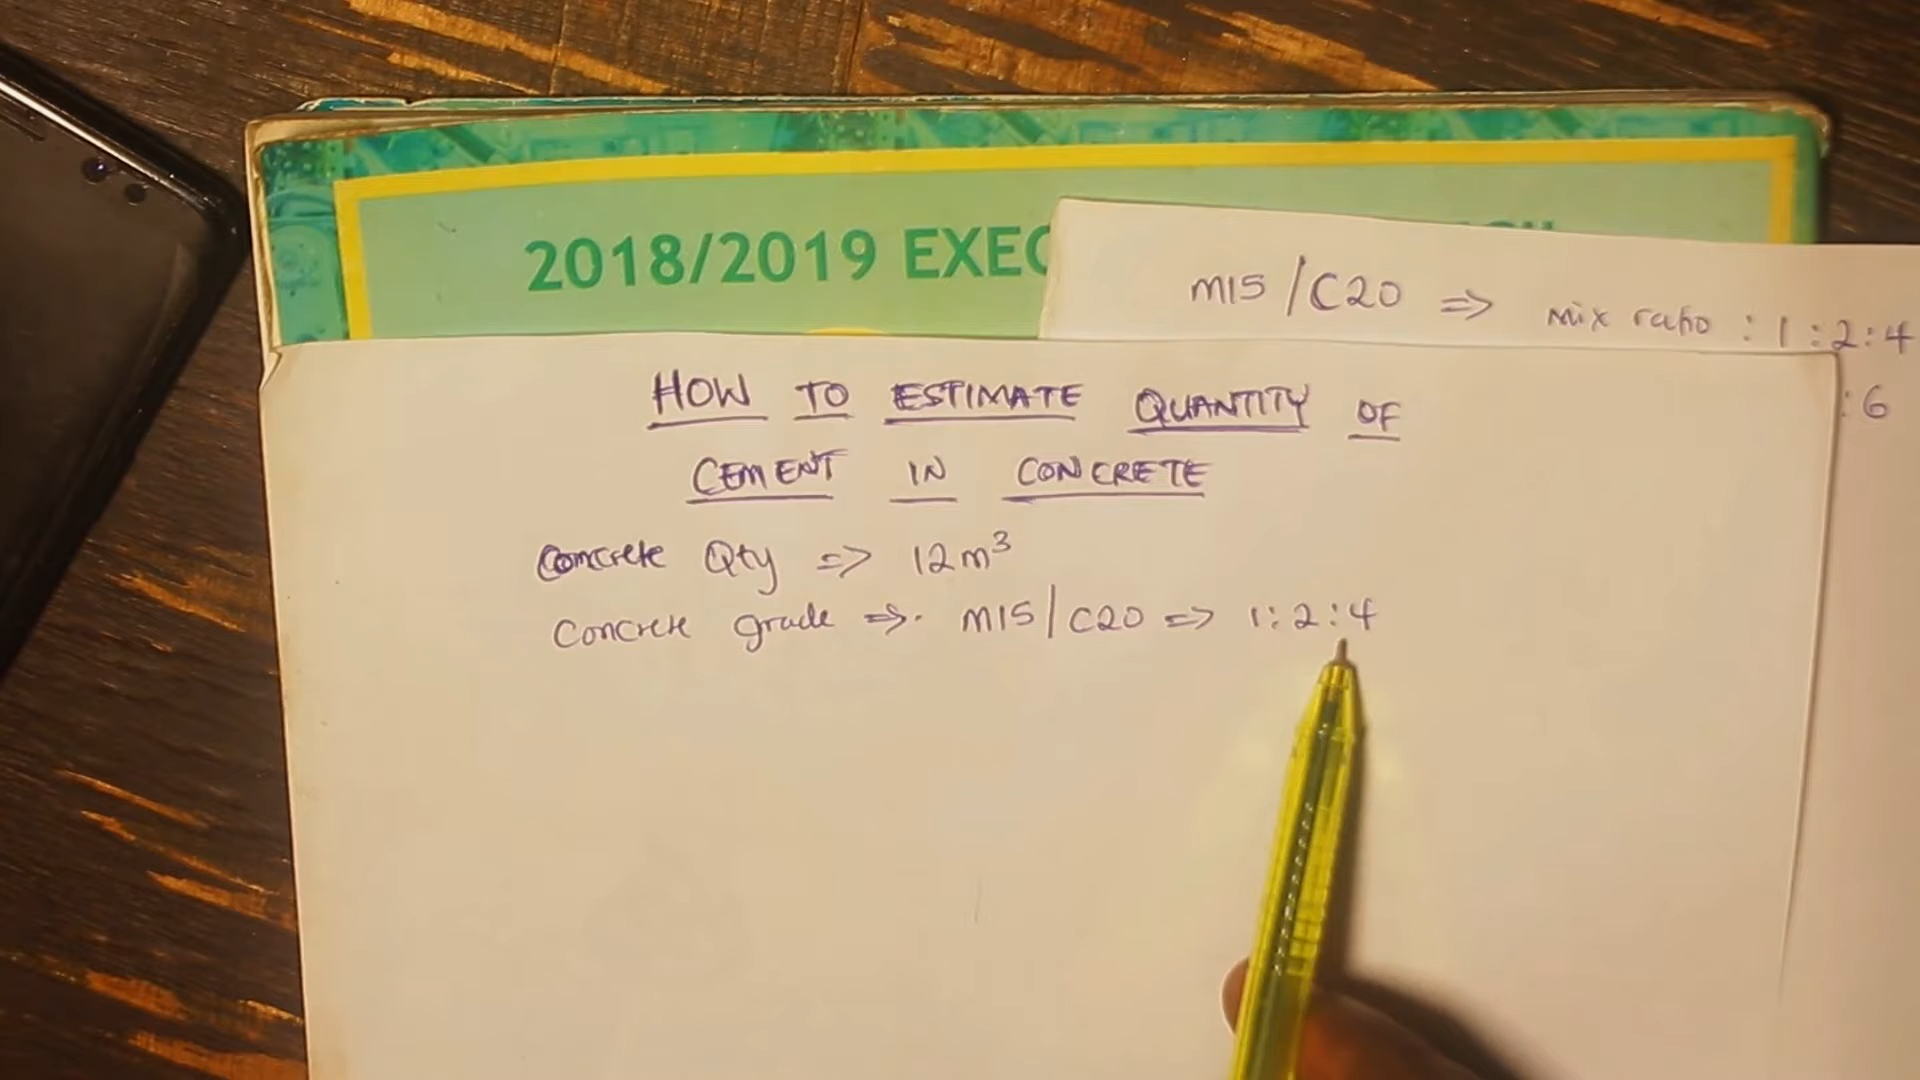 2018/2019 EXEC
M15/C20 => mix ratio : 1:2:4
:6
HOW TO ESTIMATE QUANTITY OF
CEMENT IN CONCRETE
Concrete Qty => 12m³
Concrete grade => M15/C20 => 1:2:4